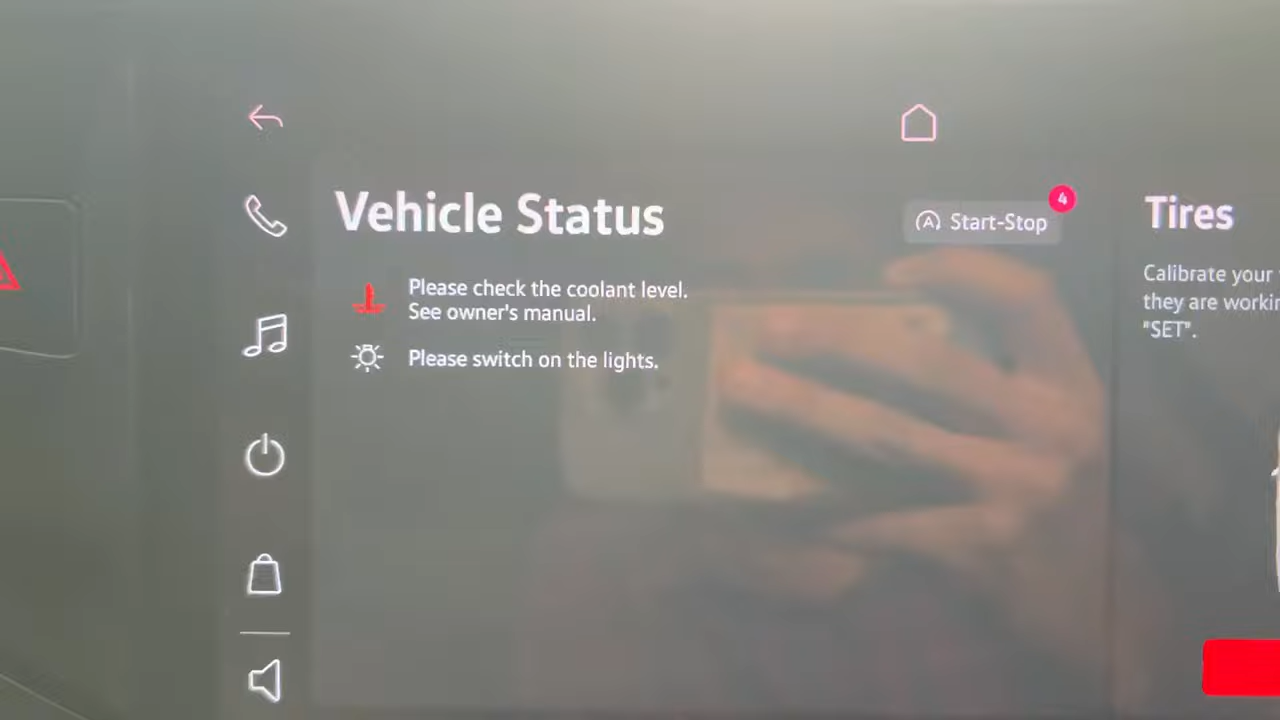 Vehicle Status
4
Start-Stop
Please check the coolant level.
See owner's manual.
Please switch on the lights.
Tires
Calibrate your
they are
"SET".